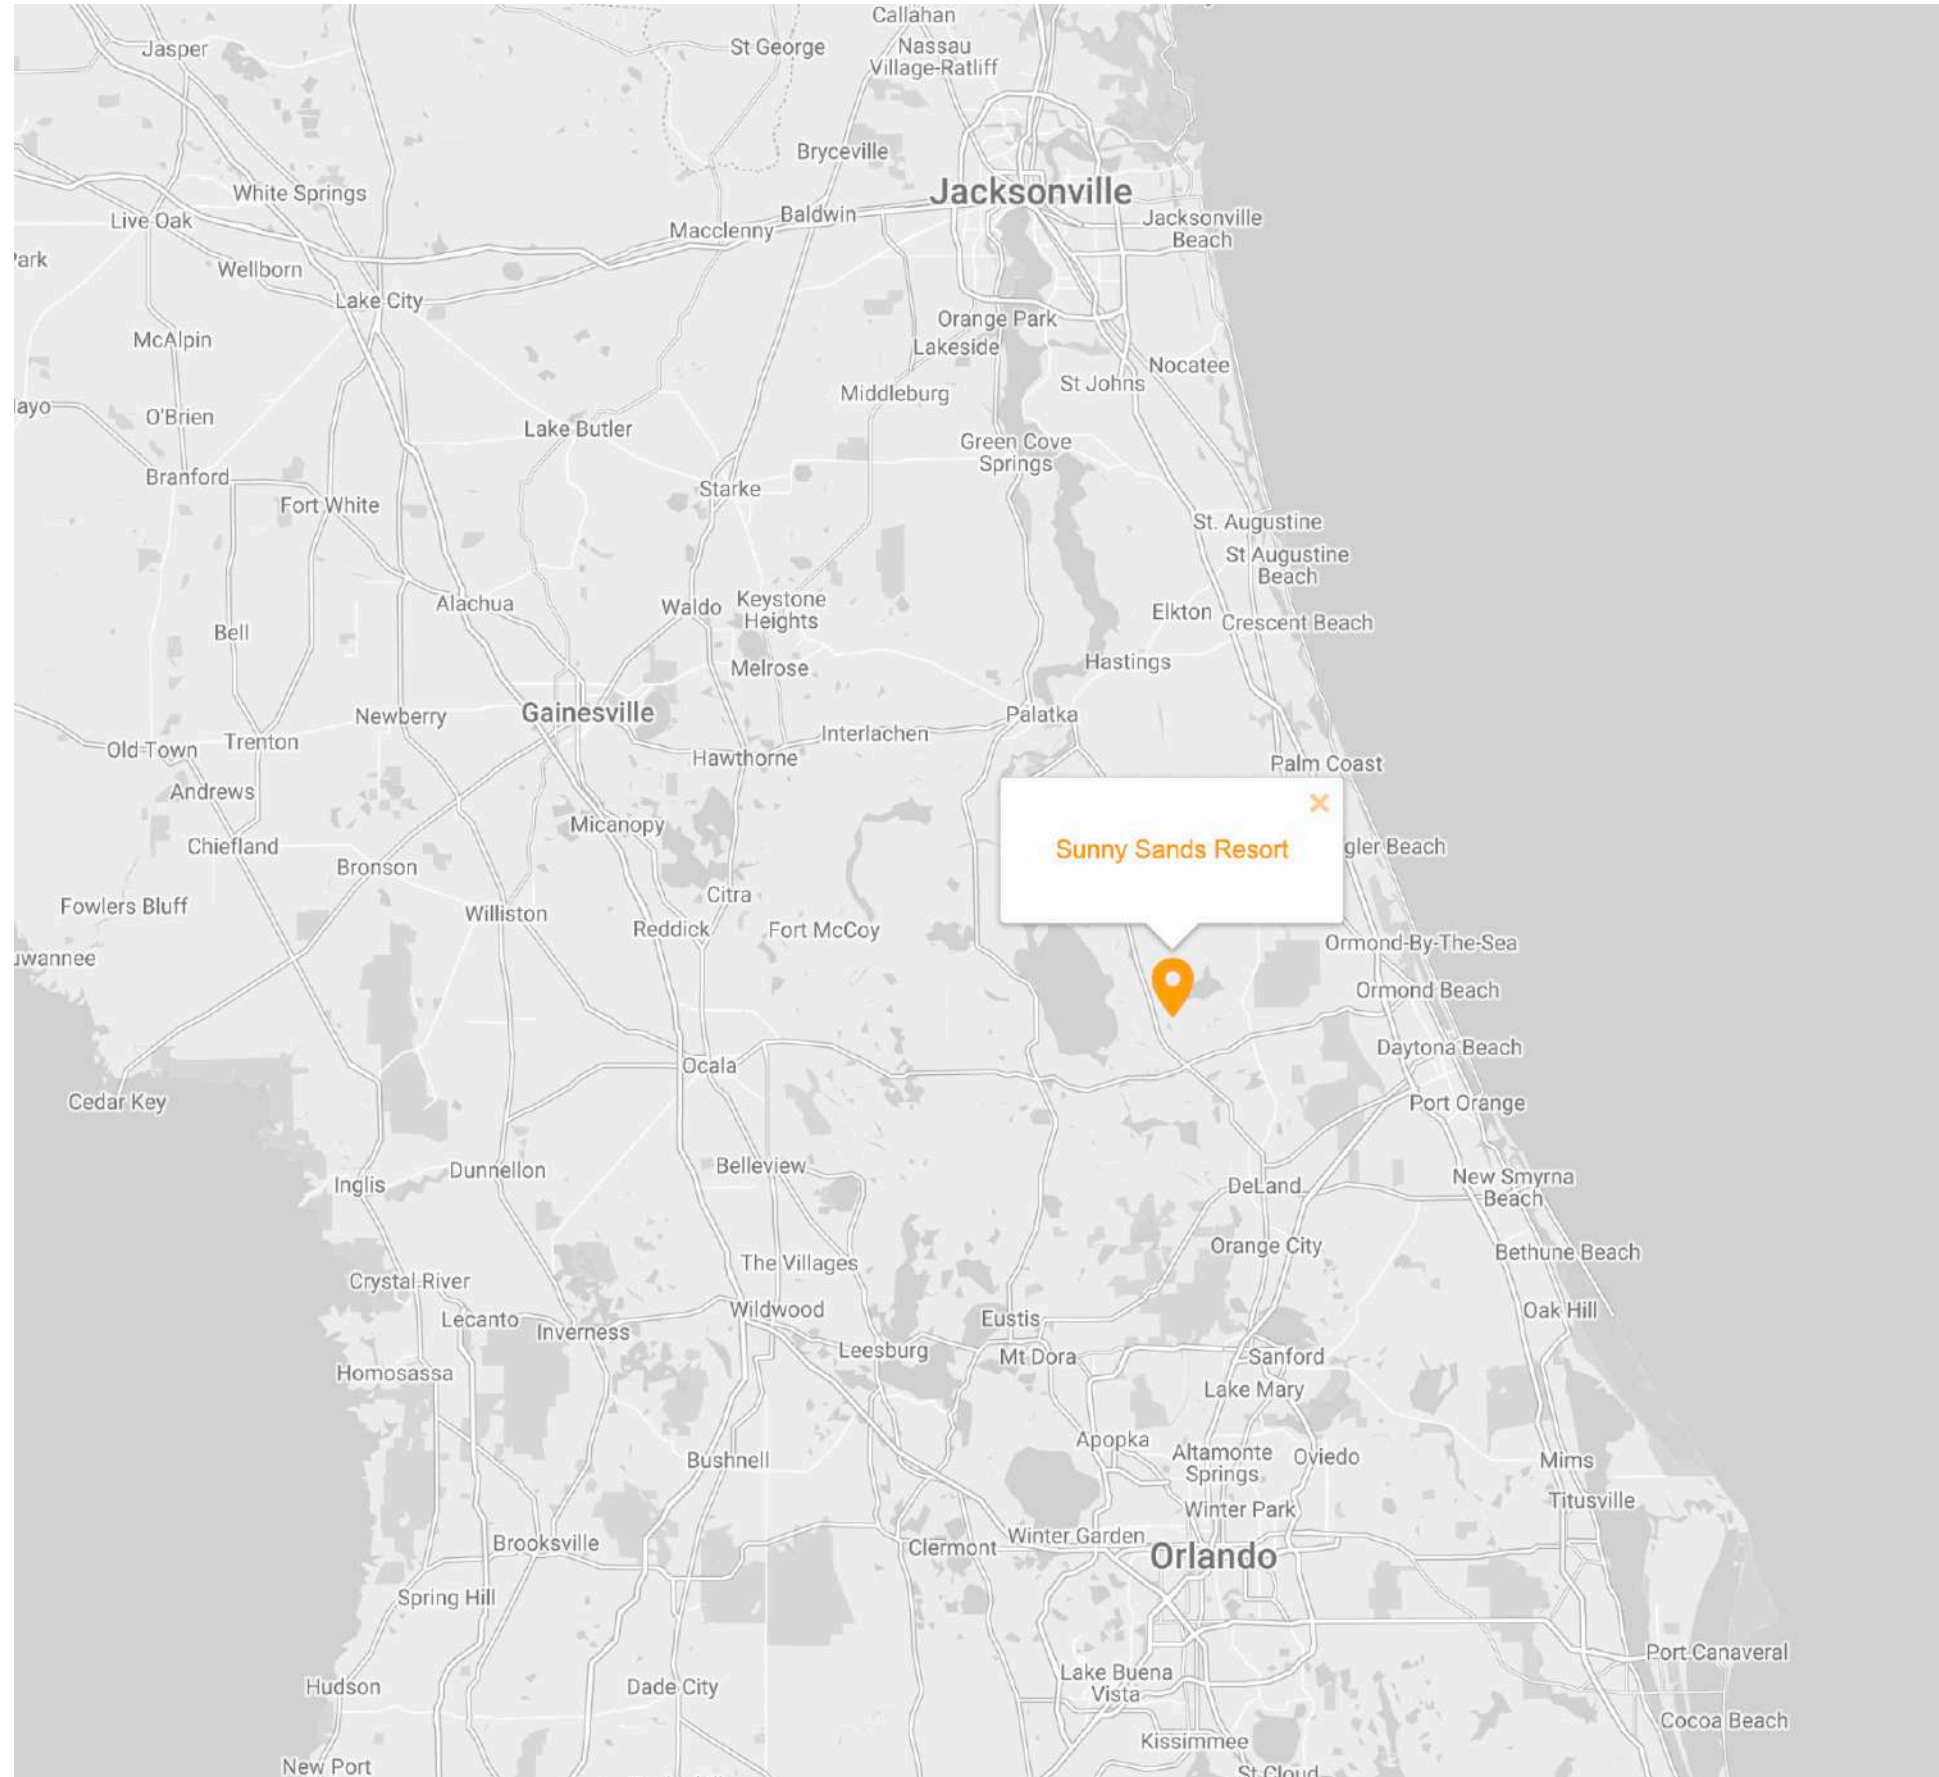 Callahan
Jasper
St George
Nassau
Village-Ratliff
Bryceville
White Springs
Jacksonville
Live Oak
Baldwin
Jacksonville
Beach
Macclenny
Park
Wellborn
Lake City
Orange Park
McAlpin
Lakeside
Nocatee
St Johns
Middleburg
ayo
O'Brien
Lake Butler
Green Cove
Springs
Branford
Starke
Fort White
St. Augustine
St Augustine
Beach
Alachua
Waldo
Keystone
Heights
Elkton
Crescent Beach
Bell
Hastings
Melrose
Newberry
Gainesville
Palatka
Interlachen
Old Town
Trenton
Hawthorne
Palm Coast
Andrews
Micanopy
Chiefland
Sunny Sands Resort
gler Beach
Bronson
Citra
Fowlers Bluff
Williston
Reddick
Fort McCoy
Ormond-By-The-Sea
uwannee
Ormond Beach
Daytona Beach
Ocala
Cedar Key
Port Orange
Belleview
Dunnellon
Inglis
DeLand
New Smyrna
Beach
Orange City
Bethune Beach
The Villages
Crystal River
Wildwood
Oak Hill
Lecanto
Eustis
Inverness
Leesburg
Mt Dora
Sanford
Homosassa
Lake Mary
Apopka
Altamonte
Springs
Oviedo
Bushnell
Mims
Titusville
Winter Park
Winter Garden
Brooksville
Clermont
Orlando
Spring Hill
Port Canaveral
Lake Buena
Vista
Hudson
Dade City
Cocoa Beach
Kissimmee
New Port
St Cloud